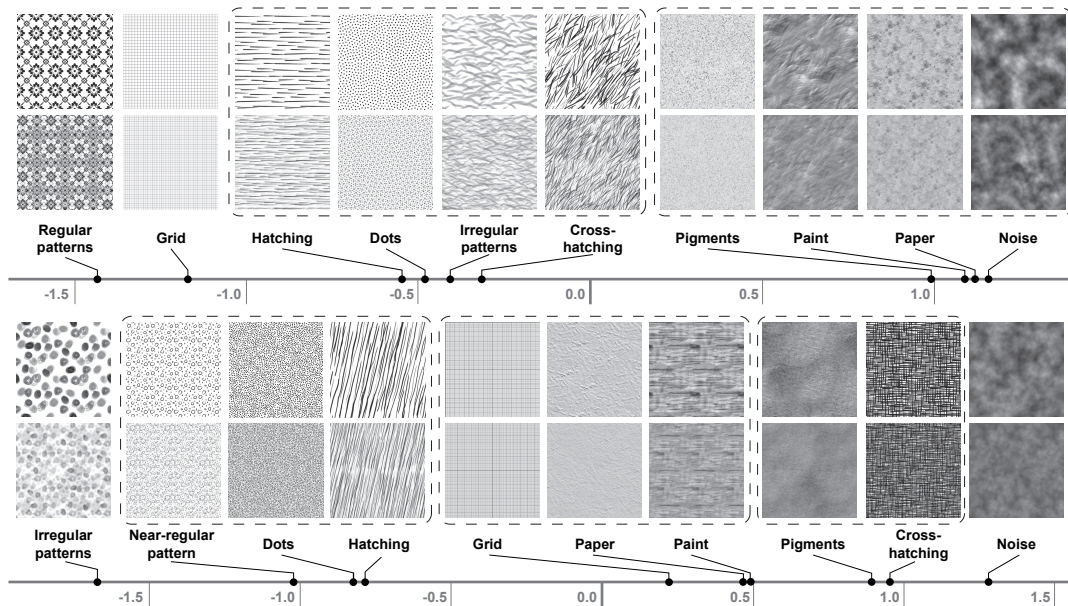 Regular patterns
Grid
Hatching
Dots
Irregular patterns
Cross-hatching
Pigments
Paint
Paper
Noise
-1.5
-1.0
-0.5
0.0
0.5
1.0
Irregular patterns
Near-regular pattern
Dots
Hatching
Grid
Paper
Paint
Pigments
Cross-hatching
Noise
-1.5
-1.0
-0.5
0.0
0.5
1.0
1.5